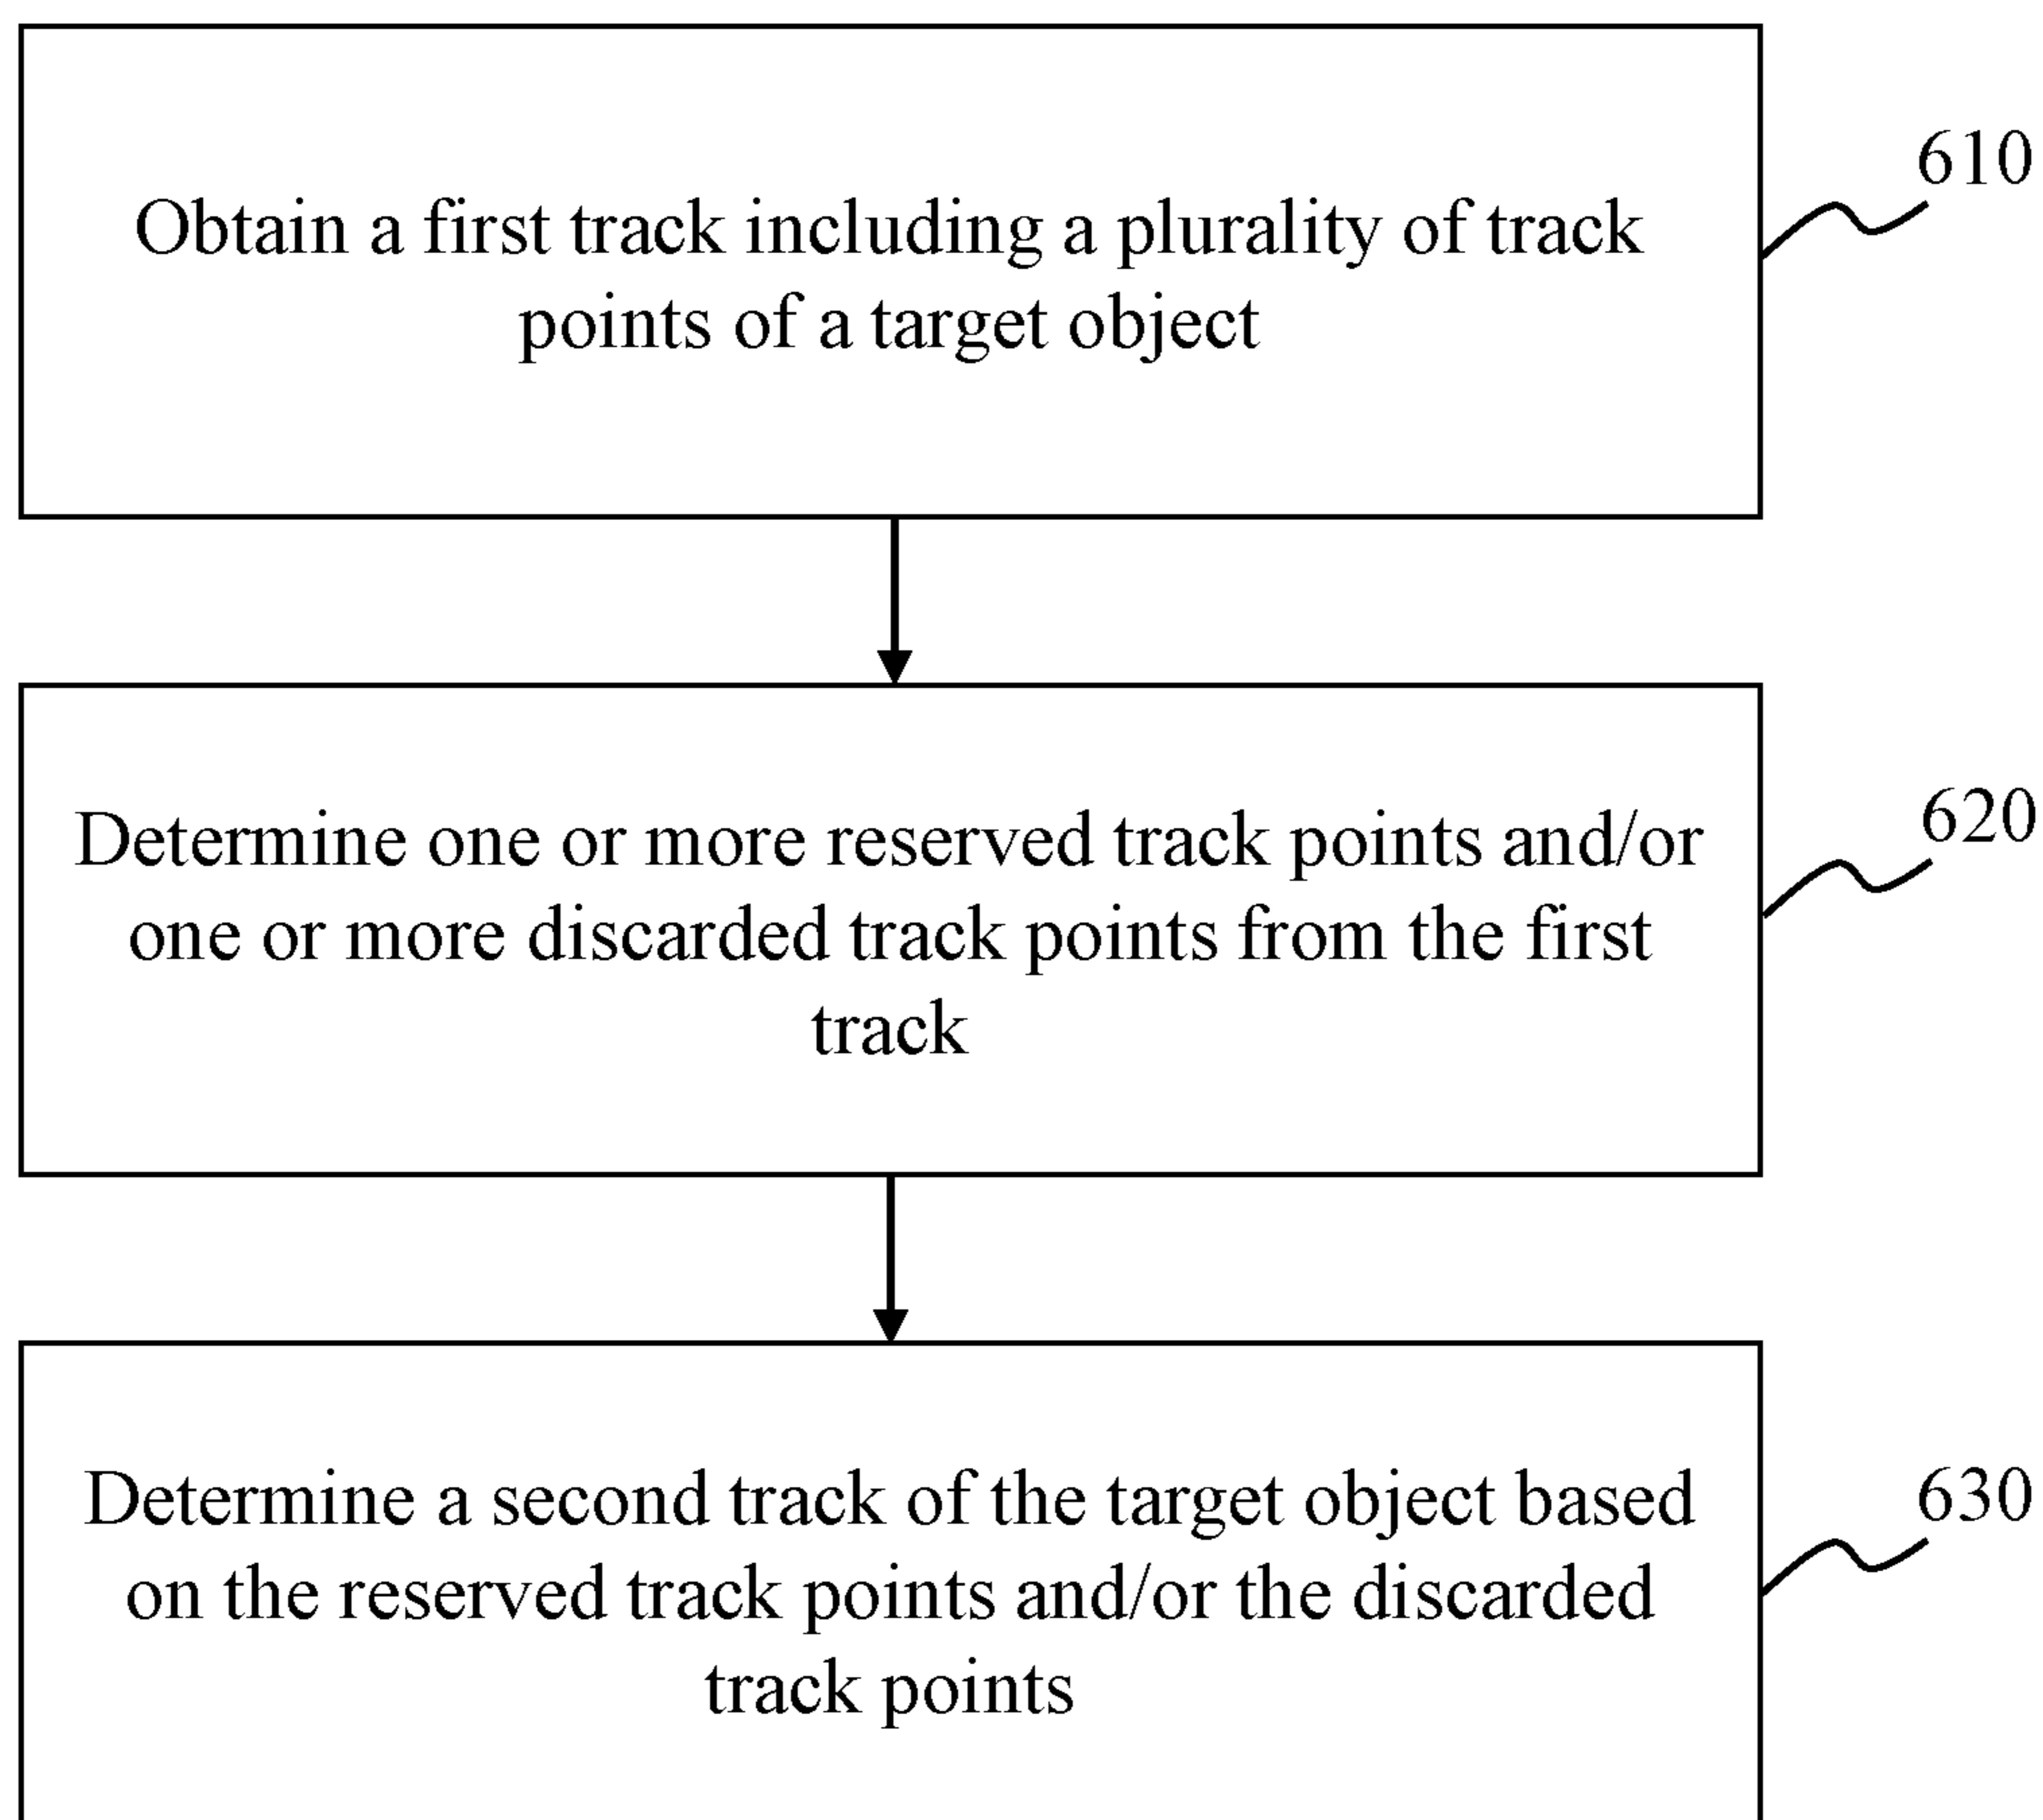 Obtain a first track including a plurality of track
points of a target object
610
Determine one or more reserved track points and/or
one or more discarded track points from the first
track
620
Determine a second track of the target object based
on the reserved track points and/or the discarded
track points
630